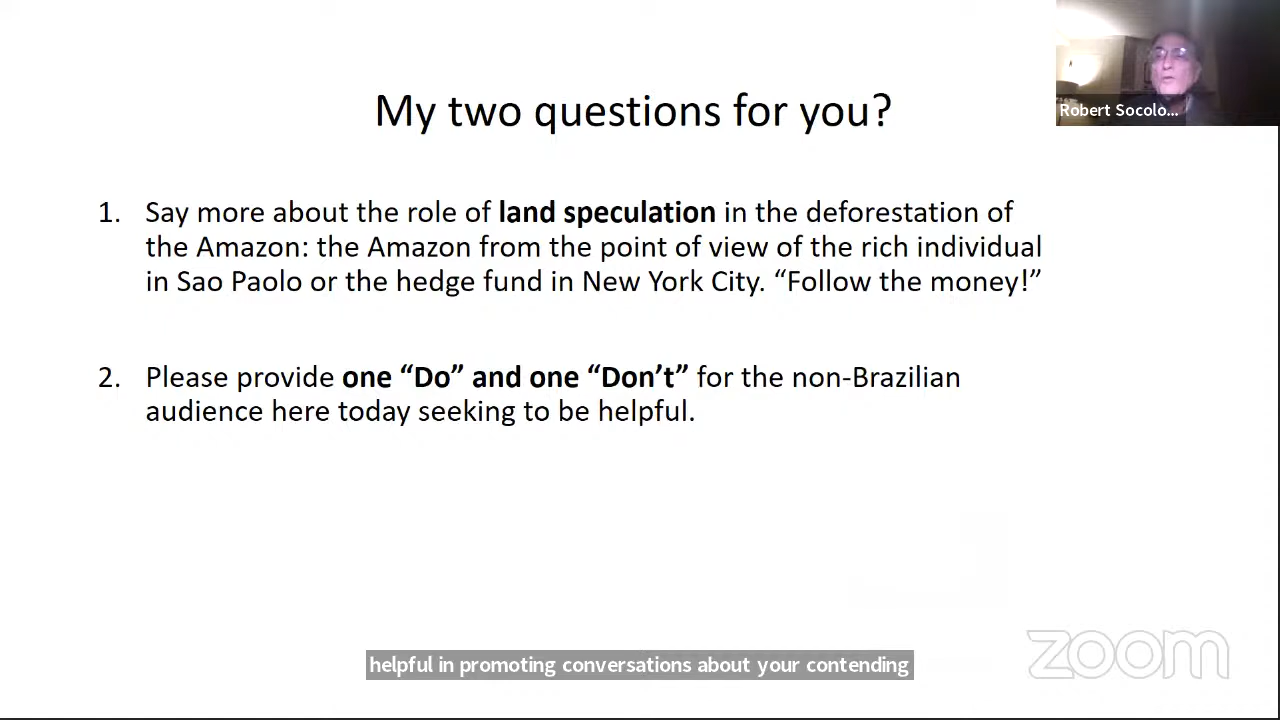 My two questions for you?
Robert Socolo...
1. Say more about the role of land speculation in the deforestation of
the Amazon: the Amazon from the point of view of the rich individual
in Sao Paolo or the hedge fund in New York City. “Follow the money!”
2. Please provide one “Do” and one “Don’t” for the non-Brazilian
audience here today seeking to be helpful.
zoom
helpful in promoting conversations about your contending